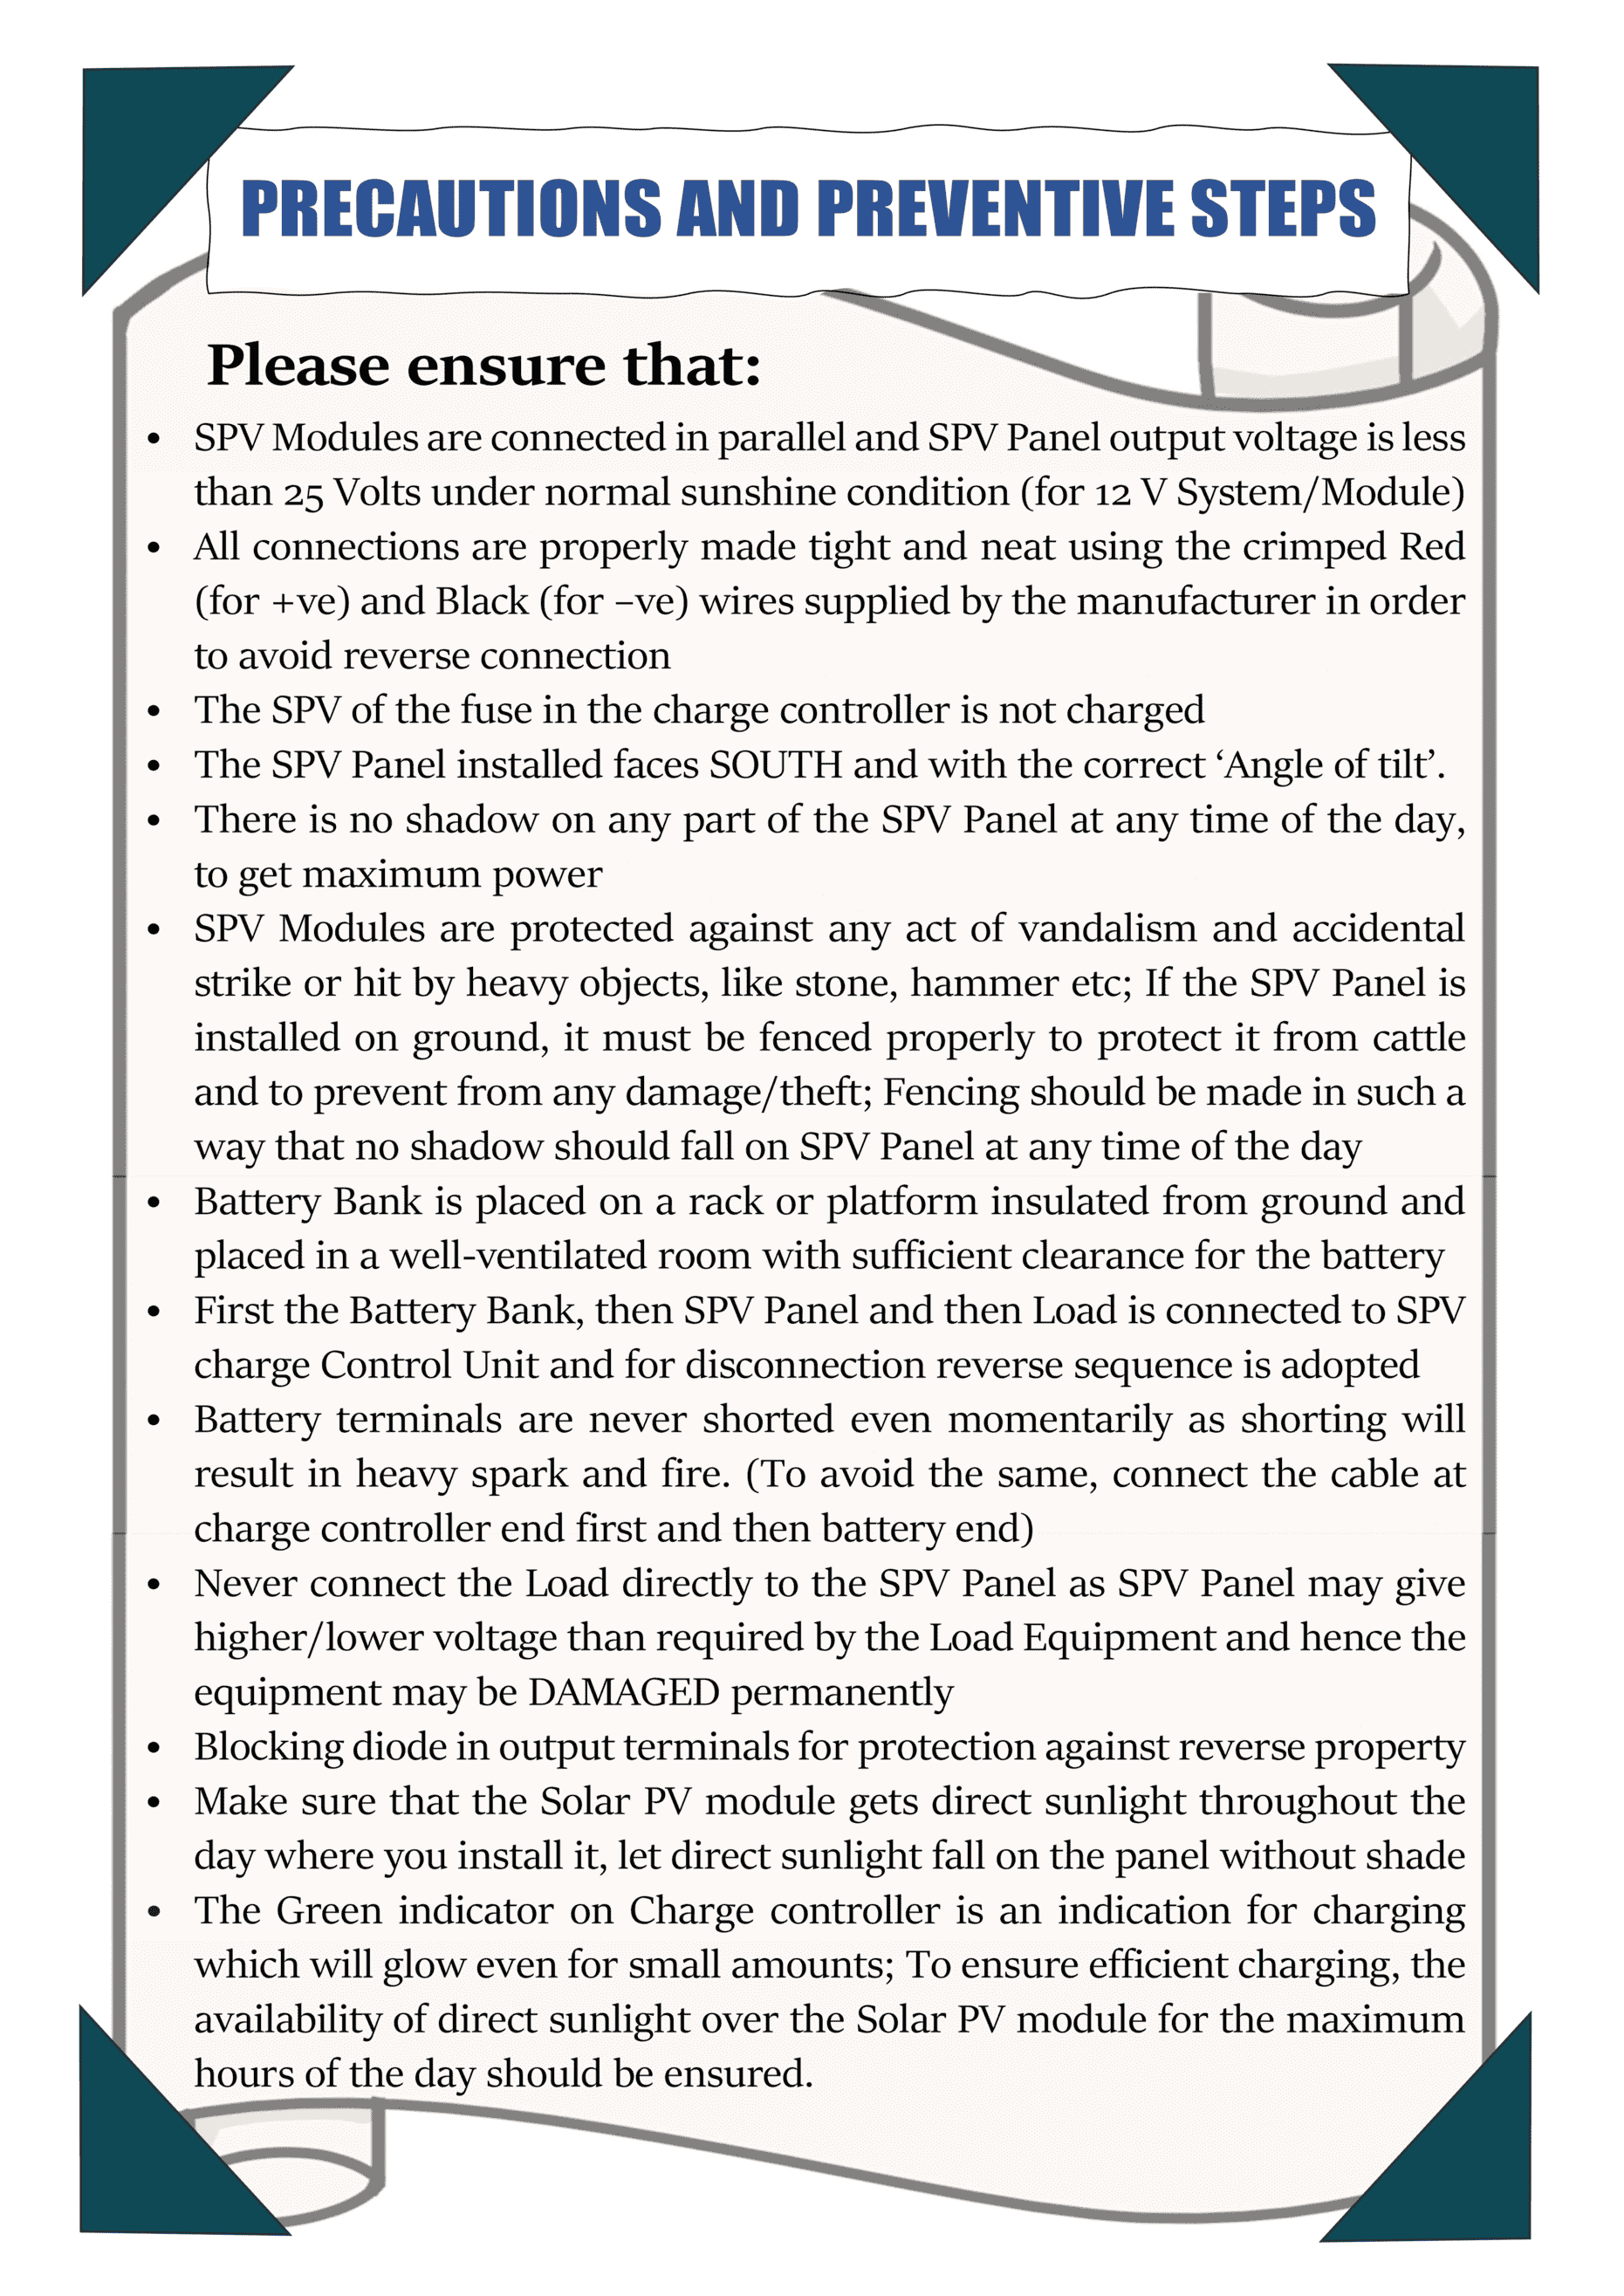 PRECAUTIONS AND PREVENTIVE STEPS
Please ensure that:
• SPV Modules are connected in parallel and SPV Panel output voltage is less
than 25 Volts under normal sunshine condition (for 12 V System/Module)
• All connections are properly made tight and neat using the crimped Red
(for +ve) and Black (for –ve) wires supplied by the manufacturer in order
to avoid reverse connection
• The SPV of the fuse in the charge controller is not charged
• The SPV Panel installed faces SOUTH and with the correct ‘Angle of tilt’.
• There is no shadow on any part of the SPV Panel at any time of the day,
to get maximum power
• SPV Modules are protected against any act of vandalism and accidental
strike or hit by heavy objects, like stone, hammer etc; If the SPV Panel is
installed on ground, it must be fenced properly to protect it from cattle
and to prevent from any damage/theft; Fencing should be made in such a
way that no shadow should fall on SPV Panel at any time of the day
• Battery Bank is placed on a rack or platform insulated from ground and
placed in a well-ventilated room with sufficient clearance for the battery
• First the Battery Bank, then SPV Panel and then Load is connected to SPV
charge Control Unit and for disconnection reverse sequence is adopted
• Battery terminals are never shorted even momentarily as shorting will
result in heavy spark and fire. (To avoid the same, connect the cable at
charge controller end first and then battery end)
• Never connect the Load directly to the SPV Panel as SPV Panel may give
higher/lower voltage than required by the Load Equipment and hence the
equipment may be DAMAGED permanently
• Blocking diode in output terminals for protection against reverse property
• Make sure that the Solar PV module gets direct sunlight throughout the
day where you install it, let direct sunlight fall on the panel without shade
• The Green indicator on Charge controller is an indication for charging
which will glow even for small amounts; To ensure efficient charging, the
availability of direct sunlight over the Solar PV module for the maximum
hours of the day should be ensured.